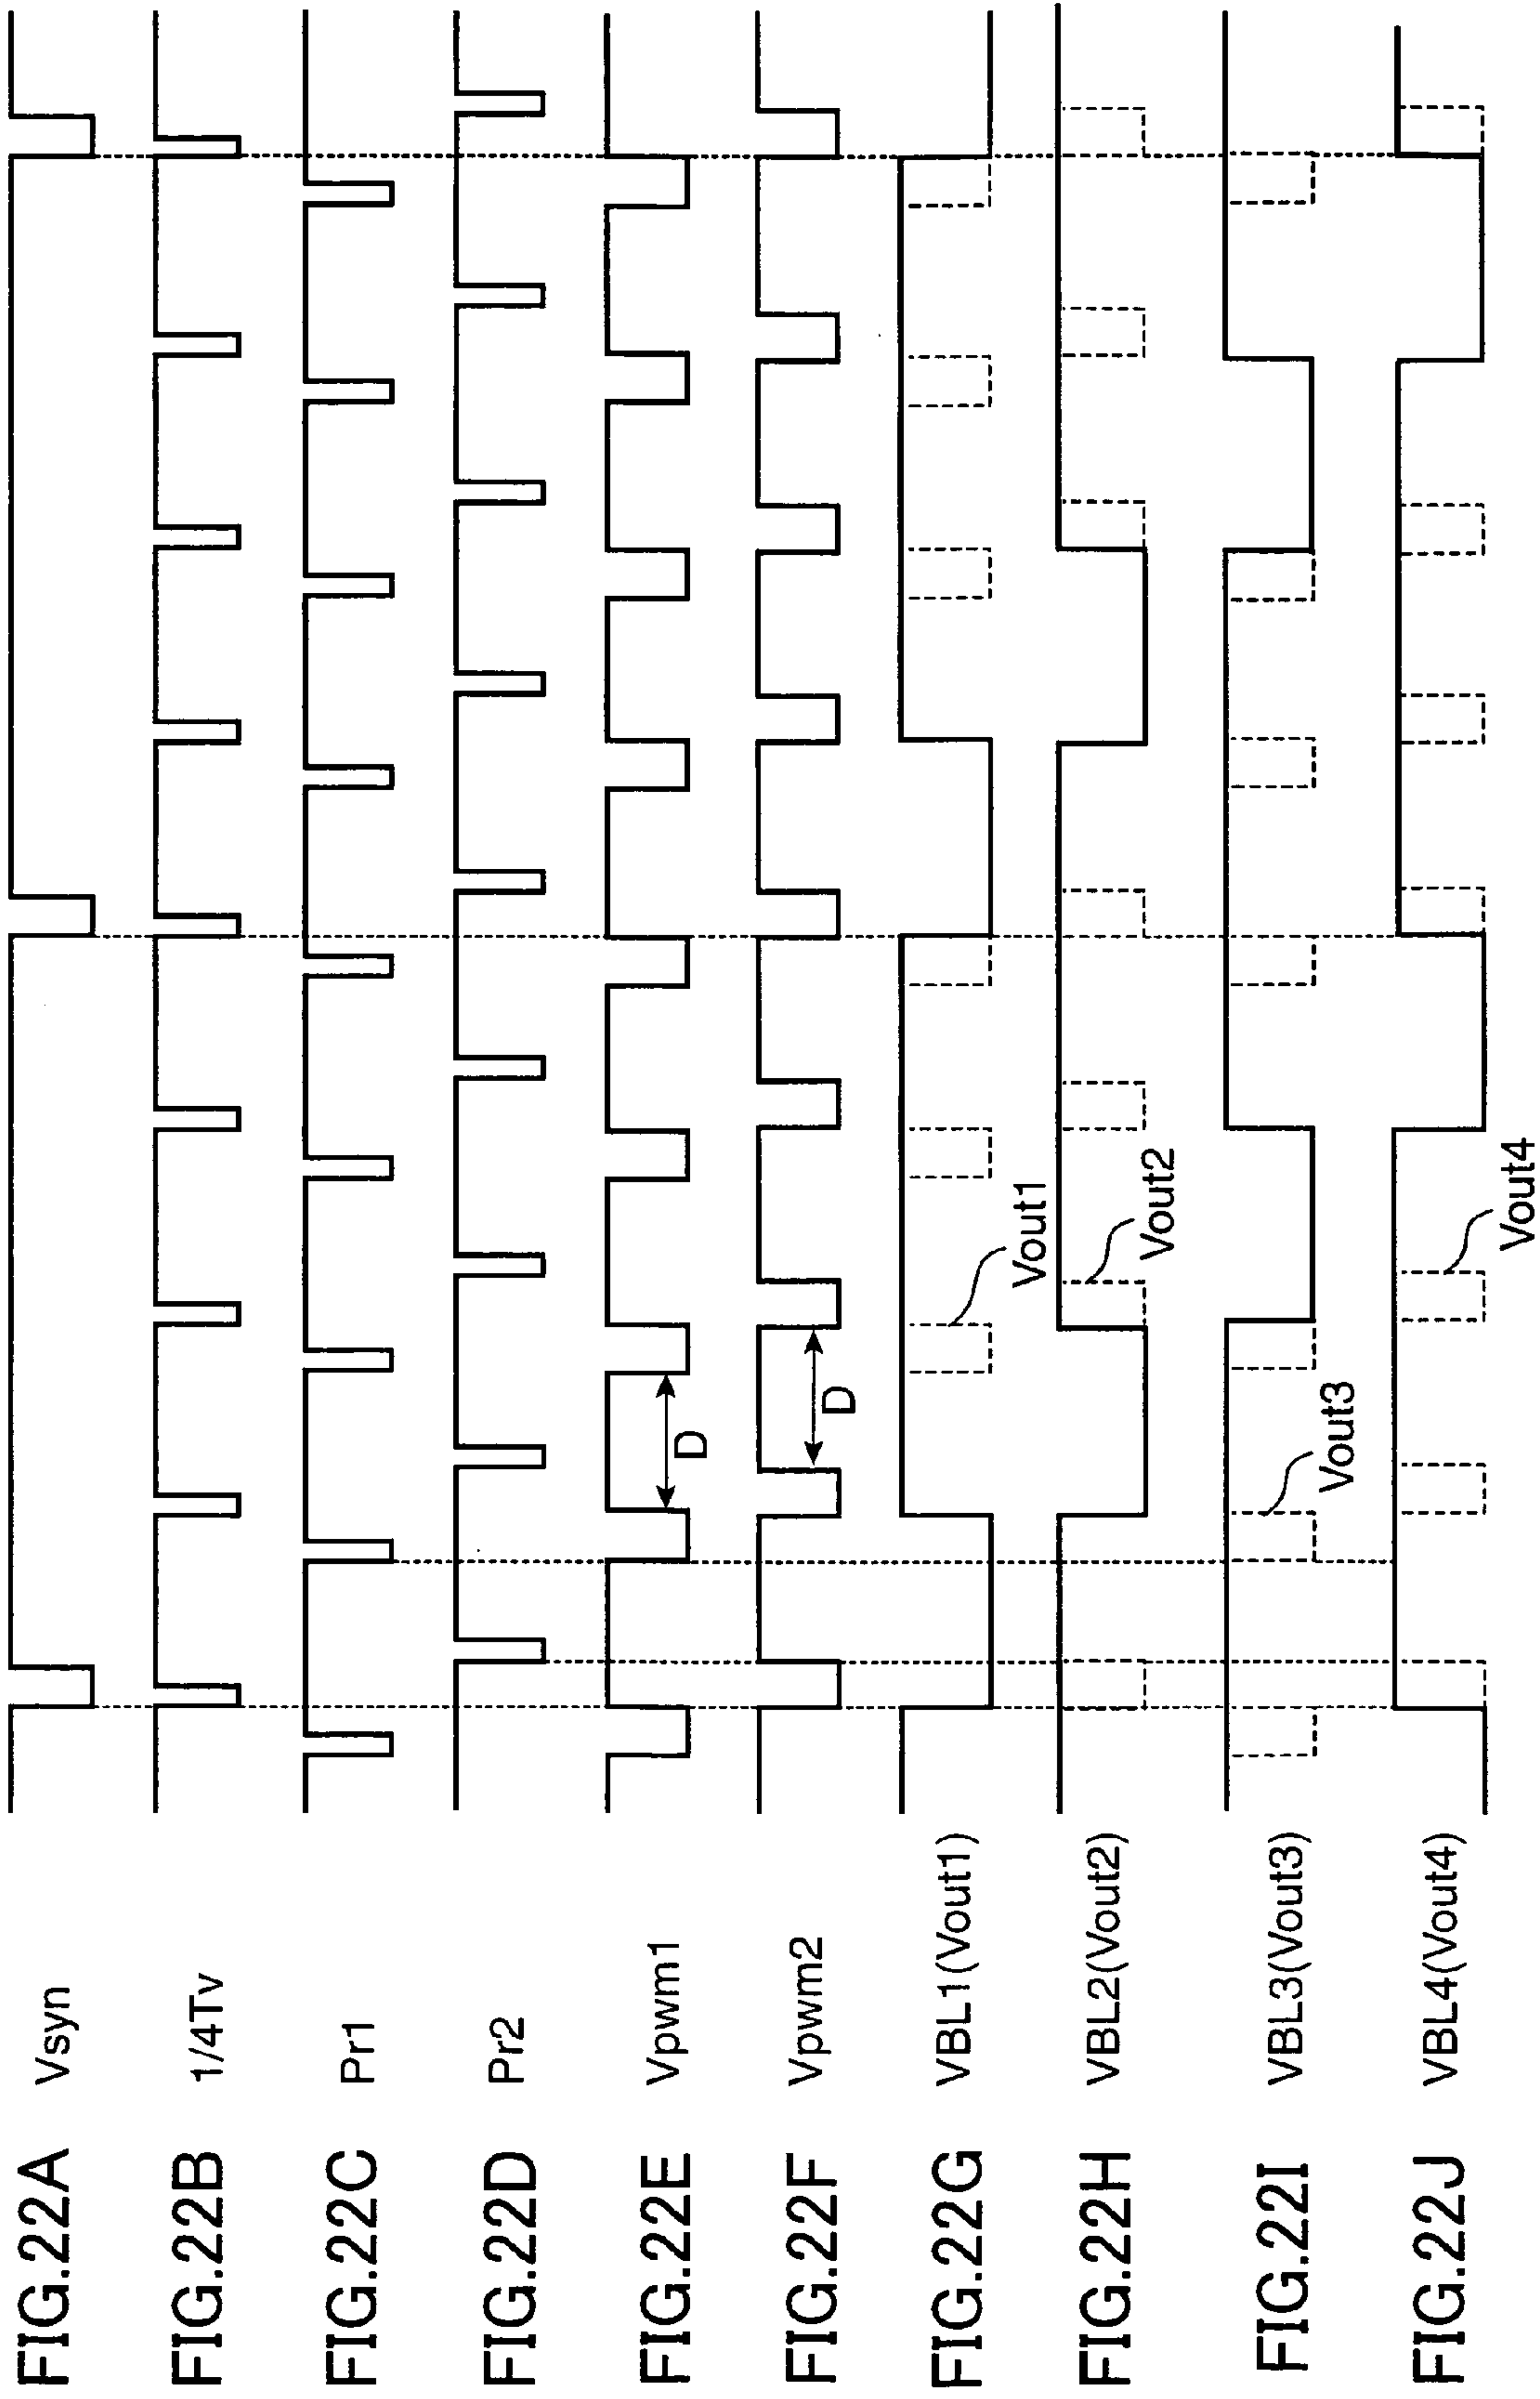 FIG.22A Vsyn
FIG.22B 1/4Tv
FIG.22C Pr1
FIG.22D Pr2
FIG.22E Vpwm1
D
FIG.22F Vpwm2
D
FIG.22G VBL1(Vout1)
Vout1
FIG.22H VBL2(Vout2)
Vout2
FIG.22I VBL3(Vout3)
Vout3
FIG.22J VBL4(Vout4)
Vout4